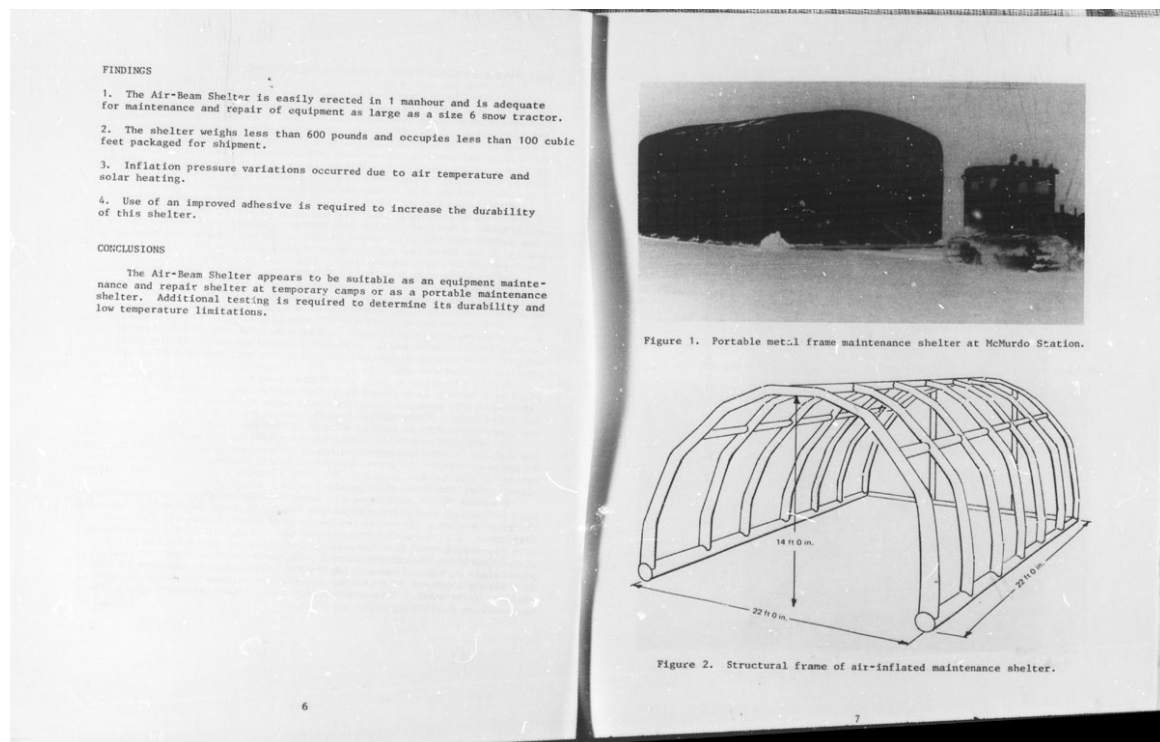 FINDINGS
1. The Air-Beam Shelter is easily erected in 1 manhour and is adequate
for maintenance and repair of equipment as large as a size 6 snow tractor.
2. The shelter weighs less than 600 pounds and occupies less than 100 cubic
feet packaged for shipment.
3. Inflation pressure variations occurred due to air temperature and
solar heating.
4. Use of an improved adhesive is required to increase the durability
of this shelter.
CONCLUSIONS
The Air-Beam Shelter appears to be suitable as an equipment mainte-
nance and repair shelter at temporary camps or as a portable maintenance
shelter. Additional testing is required to determine its durability and
low temperature limitations.
6
Figure 1. Portable metal frame maintenance shelter at McMurdo Station.
14 ft 0 in.
22 ft 0 in.
22 ft 0 in.
Figure 2. Structural frame of air-inflated maintenance shelter.
7